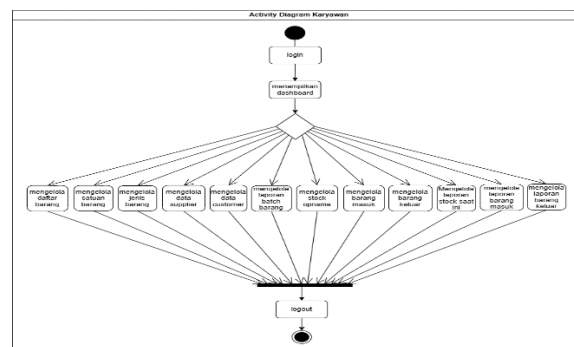 Activity Diagram Karyawan
login
menampilkan
dashboard
mengelola
daftar
barang
mengelola
satuan
barang
mengelola
jenis
barang
mengelola
data
supplier
mengelola
data
customer
mengelola
laporan
batch
barang
mengelola
stock
opname
mengelola
barang
masuk
mengelola
barang
keluar
Mengelola
laporan
stock saat
ini
mengelola
laporan
barang
masuk
mengelola
laporan
barang
keluar
logout